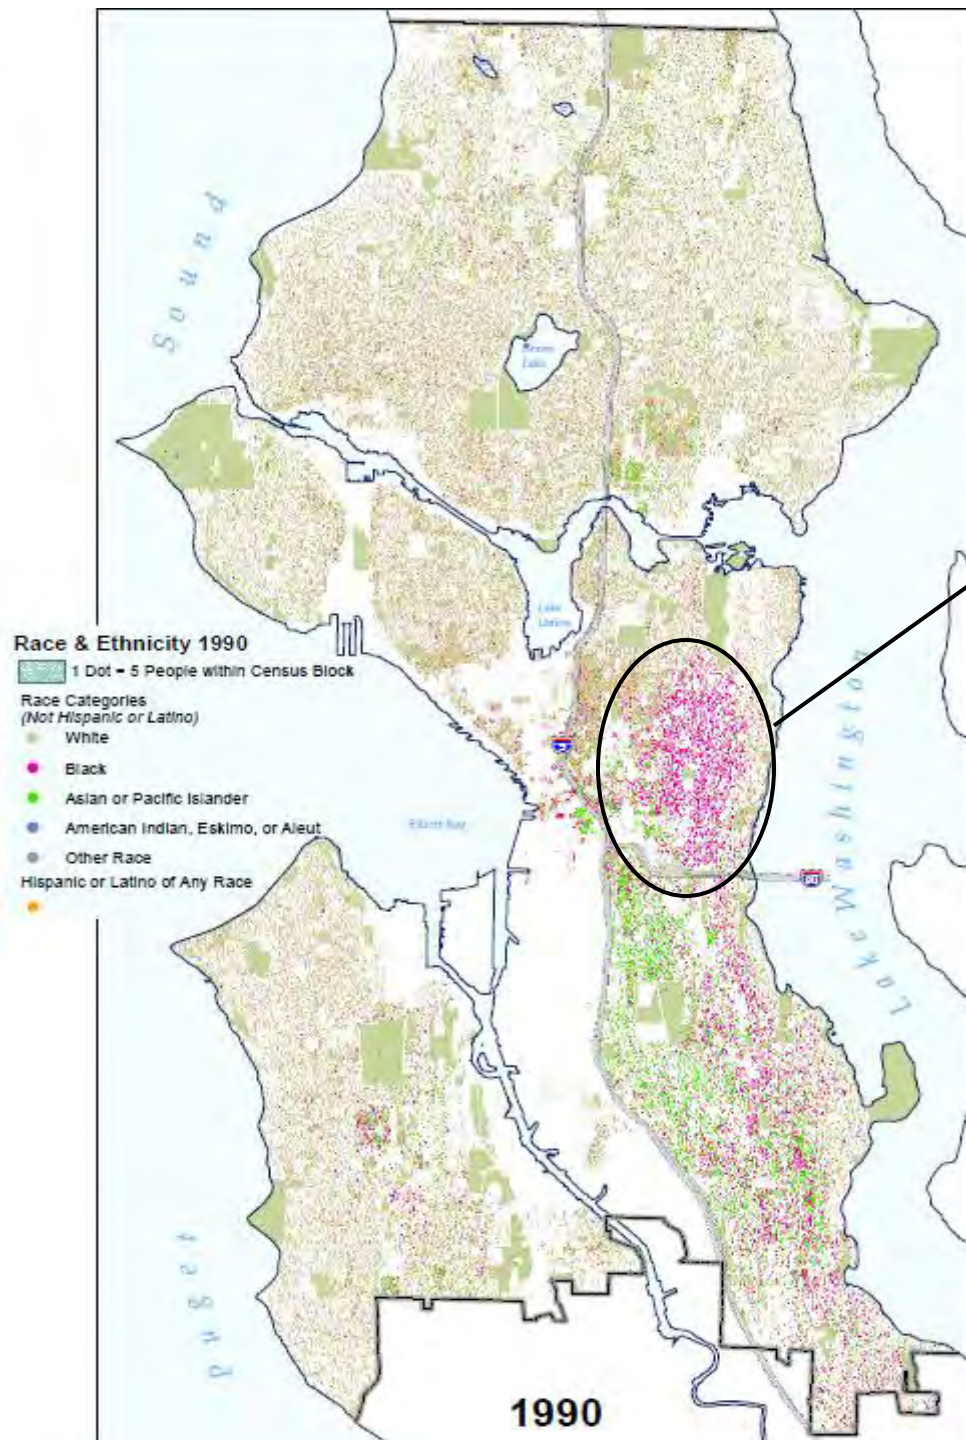 Sound
Green
Lake
Lake
Union
Race & Ethnicity 1990
1 Dot = 5 People within Census Block
Race Categories
(Not Hispanic or Latino)
White
Black
Asian or Pacific Islander
American Indian, Eskimo, or Aleut
Other Race
Hispanic or Latino of Any Race
Elliott Bay
Lake Washington
Puget
1990